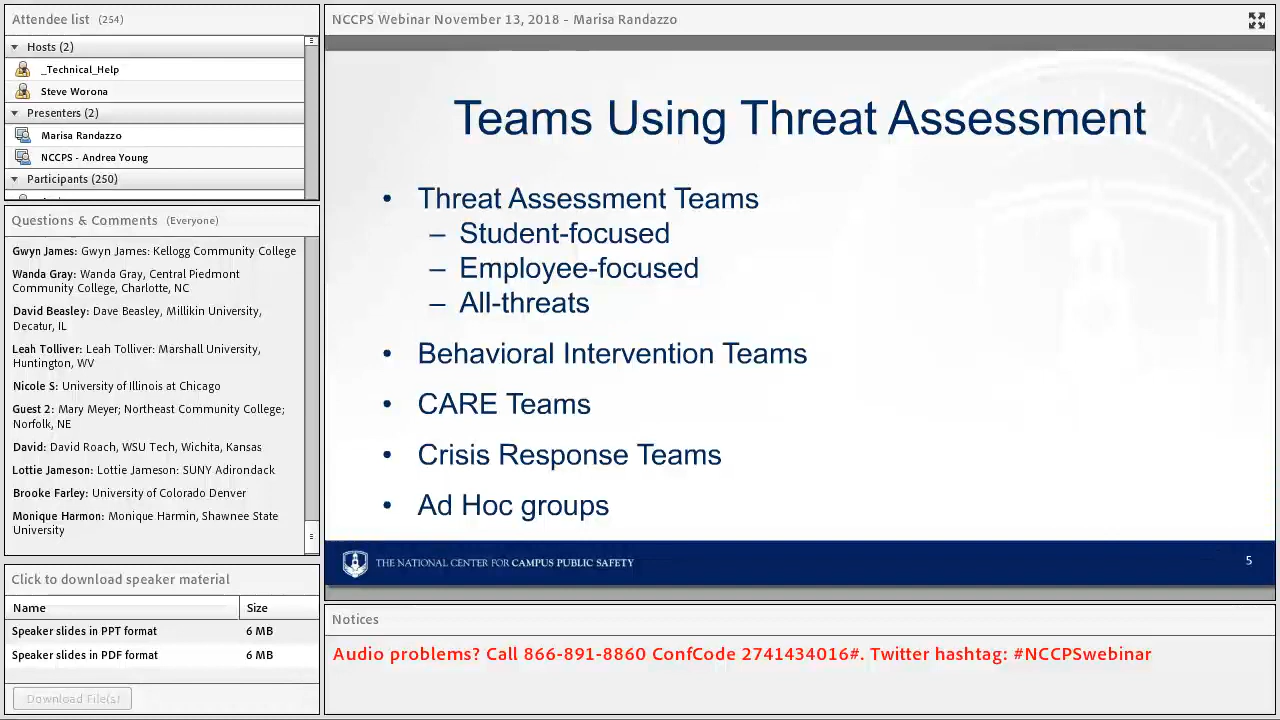 Attendee list (254)
Hosts (2)
_Technical_Help
Steve Worona
Presenters (2)
Marisa Randazzo
NCCPS - Andrea Young
Participants (250)
Questions & Comments (Everyone)
Gwyn James: Gwyn James: Kellogg Community College
Wanda Gray: Wanda Gray, Central Piedmont
Community College, Charlotte, NC
David Beasley: Dave Beasley, Millikin University,
Decatur, IL
Leah Tolliver: Leah Tolliver: Marshall University,
Huntington, WV
Nicole S: University of Illinois at Chicago
Guest 2: Mary Meyer; Northeast Community College;
Norfolk, NE
David: David Roach, WSU Tech, Wichita, Kansas
Lottie Jameson: Lottie Jameson: SUNY Adirondack
Brooke Farley: University of Colorado Denver
Monique Harmon: Monique Harmin, Shawnee State
University
Click to download speaker material
Name Size
Speaker slides in PPT format 6 MB
Speaker slides in PDF format 6 MB
Download File(s)
NCCPS Webinar November 13, 2018 - Marisa Randazzo
Teams Using Threat Assessment
• Threat Assessment Teams
– Student-focused
– Employee-focused
– All-threats
• Behavioral Intervention Teams
• CARE Teams
• Crisis Response Teams
• Ad Hoc groups
THE NATIONAL CENTER FOR CAMPUS PUBLIC SAFETY
5
Notices
Audio problems? Call 866-891-8860 ConfCode 2741434016#. Twitter hashtag: #NCCPSwebinar